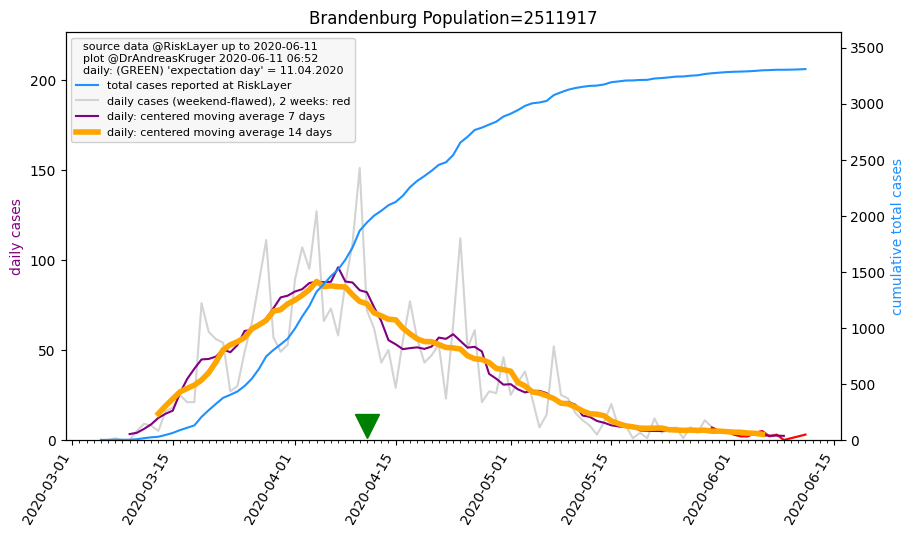 Brandenburg Population=2511917
source data @RiskLayer up to 2020-06-11
plot @DrAndreasKruger 2020-06-11 06:52
daily: (GREEN) 'expectation day' = 11.04.2020
total cases reported at RiskLayer
daily cases (weekend-flawed), 2 weeks: red
daily: centered moving average 7 days
daily: centered moving average 14 days
daily cases
200
150
100
50
0
cumulative total cases
3500
3000
2500
2000
1500
1000
500
0
2020-03-01
2020-03-15
2020-04-01
2020-04-15
2020-05-01
2020-05-15
2020-06-01
2020-06-15